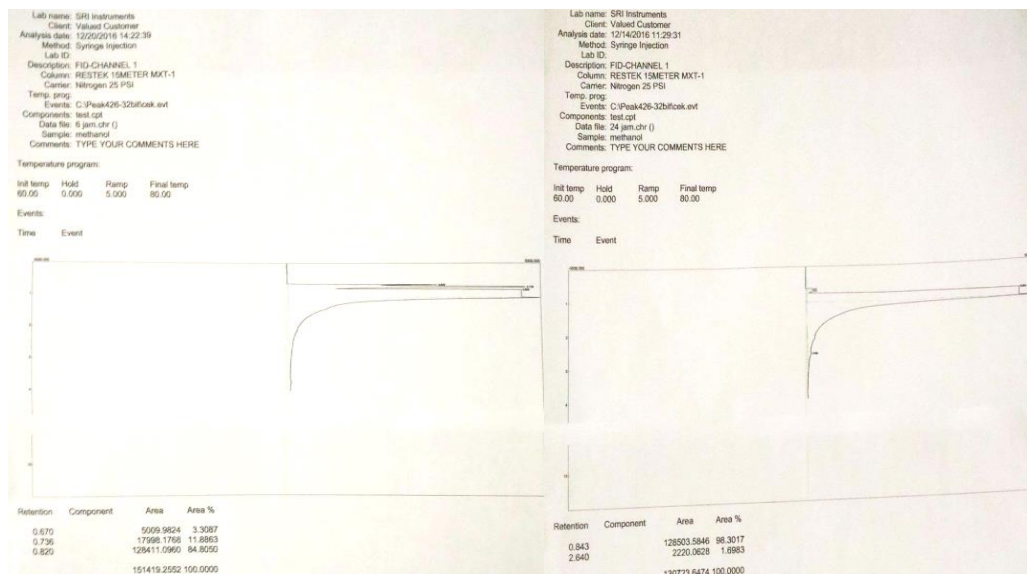 Lab name: SRI Instruments
Client: Valued Customer
Analysis date: 12/20/2016 14:22:39
Method: Syringe Injection
Lab ID:
Description: FID-CHANNEL 1
Column: RESTEK 15METER MXT-1
Carrier: Nitrogen 25 PSI
Temp. prog:
Events: C:\Peak426-32bit\cek.evt
Components: test.cpt
Data file: 6 jam.chr ()
Sample: methanol
Comments: TYPE YOUR COMMENTS HERE
Temperature program:
Init temp Hold Ramp Final temp
60.00 0.000 5.000 80.00
Events:
Time Event
Retention Component Area Area %
0.670 5009.9824 3.3087
0.736 17998.1768 11.8863
0.820 128411.0960 84.8050
151419.2552 100.0000
Lab name: SRI Instruments
Client: Valued Customer
Analysis date: 12/14/2016 11:29:31
Method: Syringe Injection
Lab ID:
Description: FID-CHANNEL 1
Column: RESTEK 15METER MXT-1
Carrier: Nitrogen 25 PSI
Temp. prog:
Events: C:\Peak426-32bit\cek.evt
Components: test.cpt
Data file: 24 jam.chr ()
Sample: methanol
Comments: TYPE YOUR COMMENTS HERE
Temperature program:
Init temp Hold Ramp Final temp
60.00 0.000 5.000 80.00
Events:
Time Event
Retention Component Area Area %
0.843 128503.5846 98.3017
2.640 2220.0628 1.6983
130723.6474 100.0000